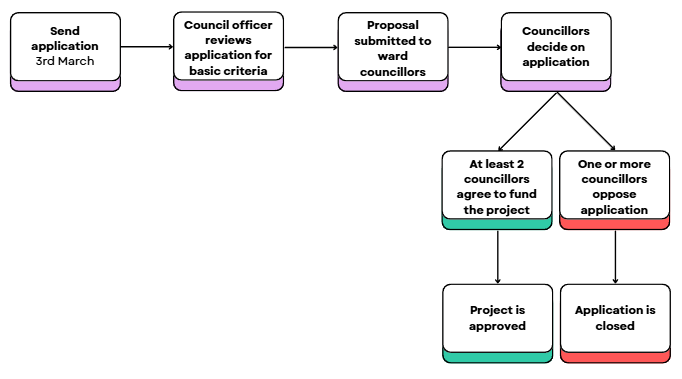 Send
application
3rd March
Council officer
reviews
application for
basic criteria
Proposal
submitted to
ward
councillors
Councillors
decide on
application
At least 2
councillors
agree to fund
the project
One or more
councillors
oppose
application
Project is
approved
Application is
closed